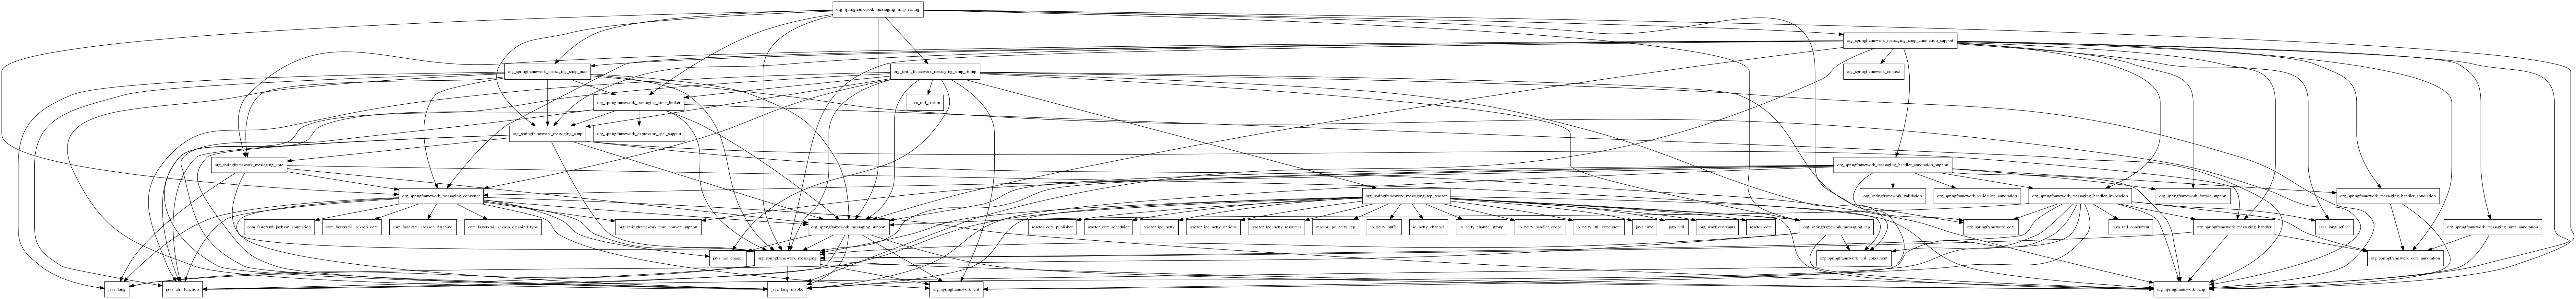 org_springframework_messaging_simp_config
org_springframework_messaging_simp_annotation_support
org_springframework_messaging_simp_user
org_springframework_messaging_simp_stomp
org_springframework_context
org_springframework_messaging_simp_broker
java_util_stream
org_springframework_messaging_simp
org_springframework_expression_spel_support
org_springframework_messaging_core
org_springframework_messaging_handler_annotation_support
org_springframework_messaging_converter
org_springframework_messaging_tcp_reactor
org_springframework_validation
org_springframework_validation_annotation
org_springframework_messaging_handler_invocation
org_springframework_format_support
org_springframework_messaging_handler_annotation
com_fasterxml_jackson_annotation
com_fasterxml_jackson_core
com_fasterxml_jackson_databind
com_fasterxml_jackson_databind_type
org_springframework_core_convert_support
org_springframework_messaging_support
reactor_core_publisher
reactor_core_scheduler
reactor_ipc_netty
reactor_ipc_netty_options
reactor_ipc_netty_resources
reactor_ipc_netty_tcp
io_netty_buffer
io_netty_channel
io_netty_channel_group
io_netty_handler_codec
io_netty_util_concurrent
java_time
java_util
org_reactivestreams
reactor_core
org_springframework_messaging_tcp
org_springframework_core
java_util_concurrent
org_springframework_messaging_handler
java_lang_reflect
org_springframework_messaging_simp_annotation
java_nio_charset
org_springframework_messaging
org_springframework_util_concurrent
org_springframework_core_annotation
java_lang
java_util_function
java_lang_invoke
org_springframework_util
org_springframework_lang